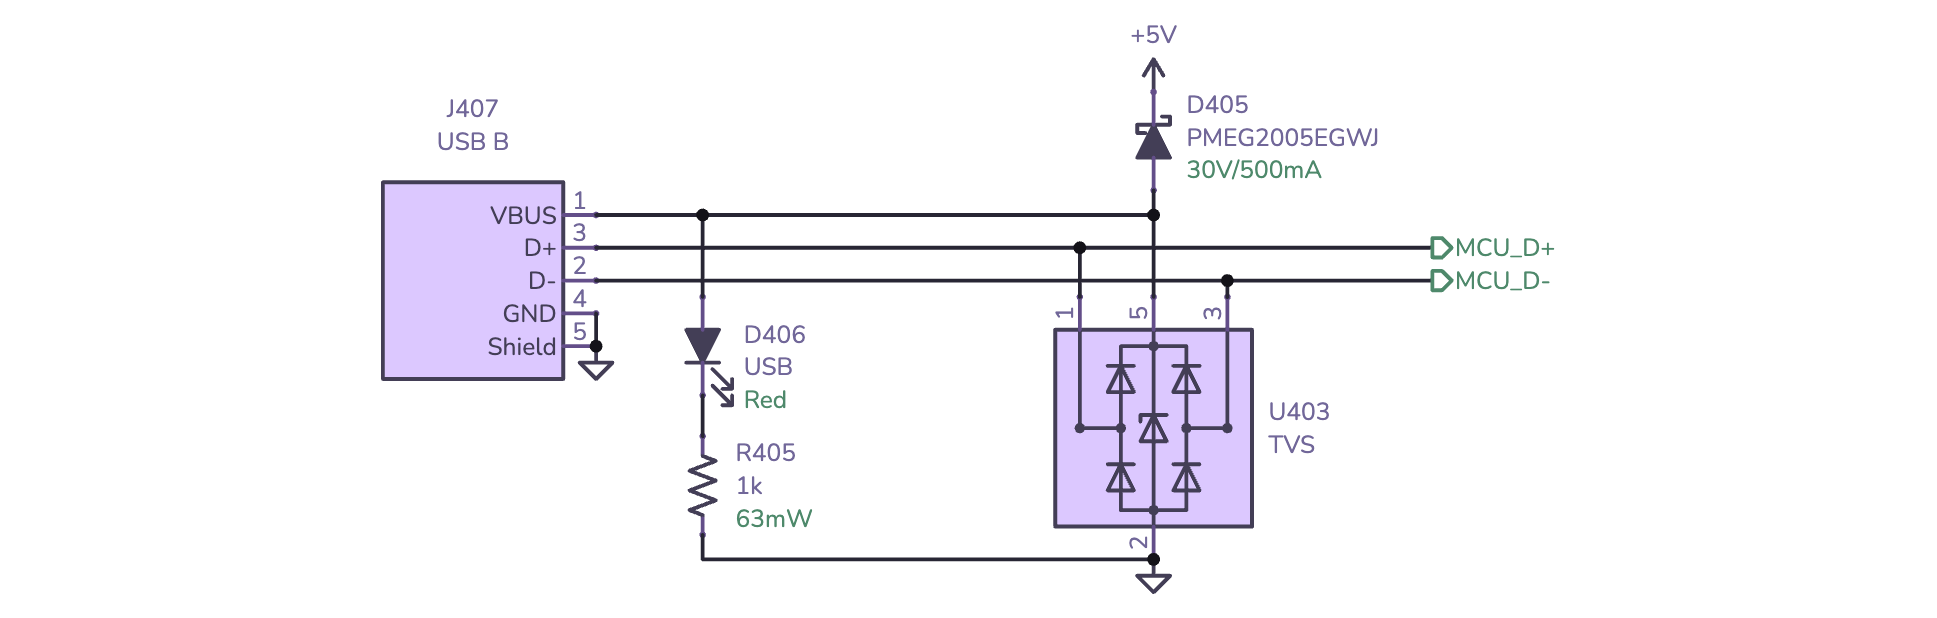 +5V
J407
USB B
D405
PMEG2005EGWJ
30V/500mA
VBUS
1
D+
3
D-
2
GND
4
Shield
5
MCU_D+
MCU_D-
1
5
3
D406
USB
Red
R405
1k
63mW
U403
TVS
2